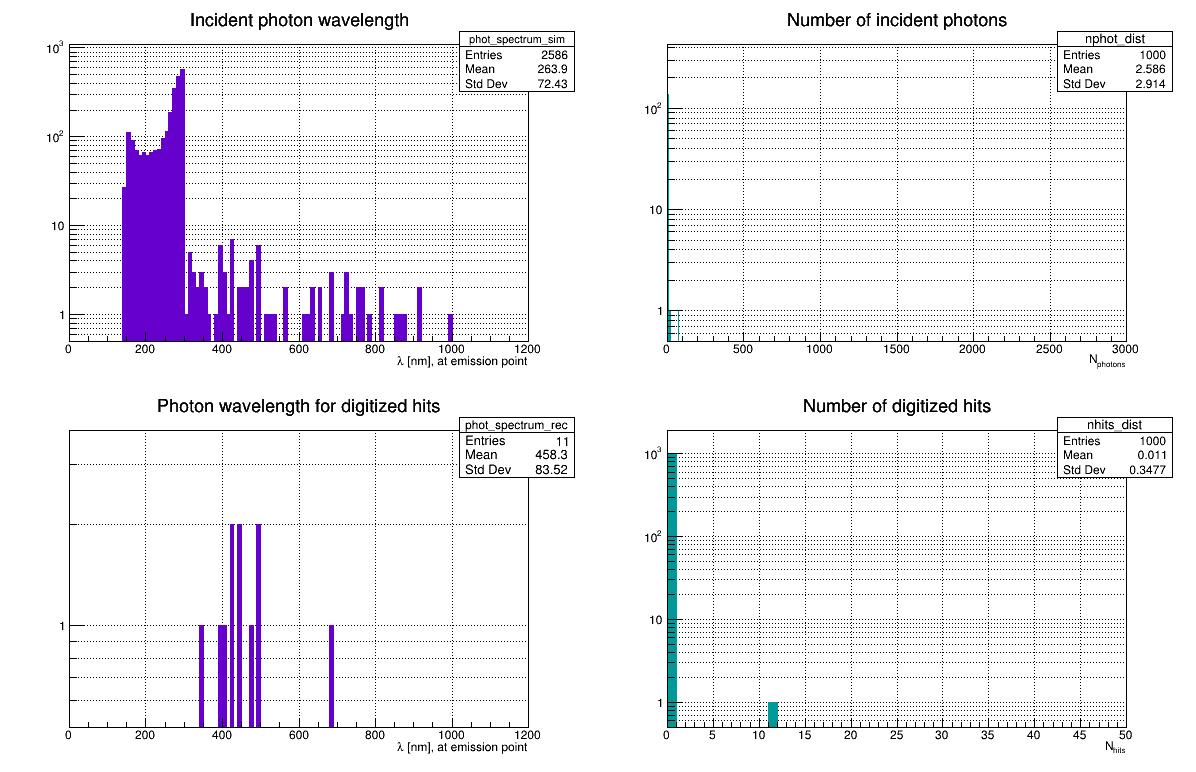 Incident photon wavelength
phot_spectrum_sim
Entries 2586
Mean 263.9
Std Dev 72.43
10³
10²
10
1
0 200 400 600 800 1000 1200
λ [nm], at emission point
Number of incident photons
nphot_dist
Entries 1000
Mean 2.586
Std Dev 2.914
10²
10
1
0 500 1000 1500 2000 2500 3000
Nphotons
Photon wavelength for digitized hits
phot_spectrum_rec
Entries 11
Mean 458.3
Std Dev 83.52
1
0 200 400 600 800 1000 1200
λ [nm], at emission point
Number of digitized hits
nhits_dist
Entries 1000
Mean 0.011
Std Dev 0.3477
10³
10²
10
1
0 5 10 15 20 25 30 35 40 45 50
Nhits